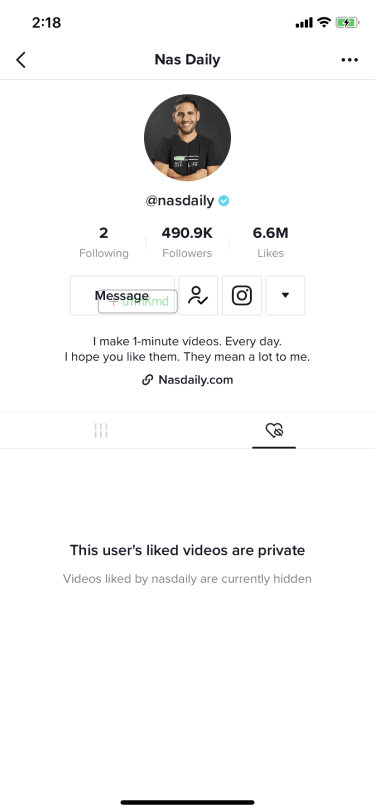 2:18
Nas Daily
@nasdaily
2 490.9K 6.6M
Following Followers Likes
Message
I make 1-minute videos. Every day.
I hope you like them. They mean a lot to me.
Nasdaily.com
This user's liked videos are private
Videos liked by nasdaily are currently hidden